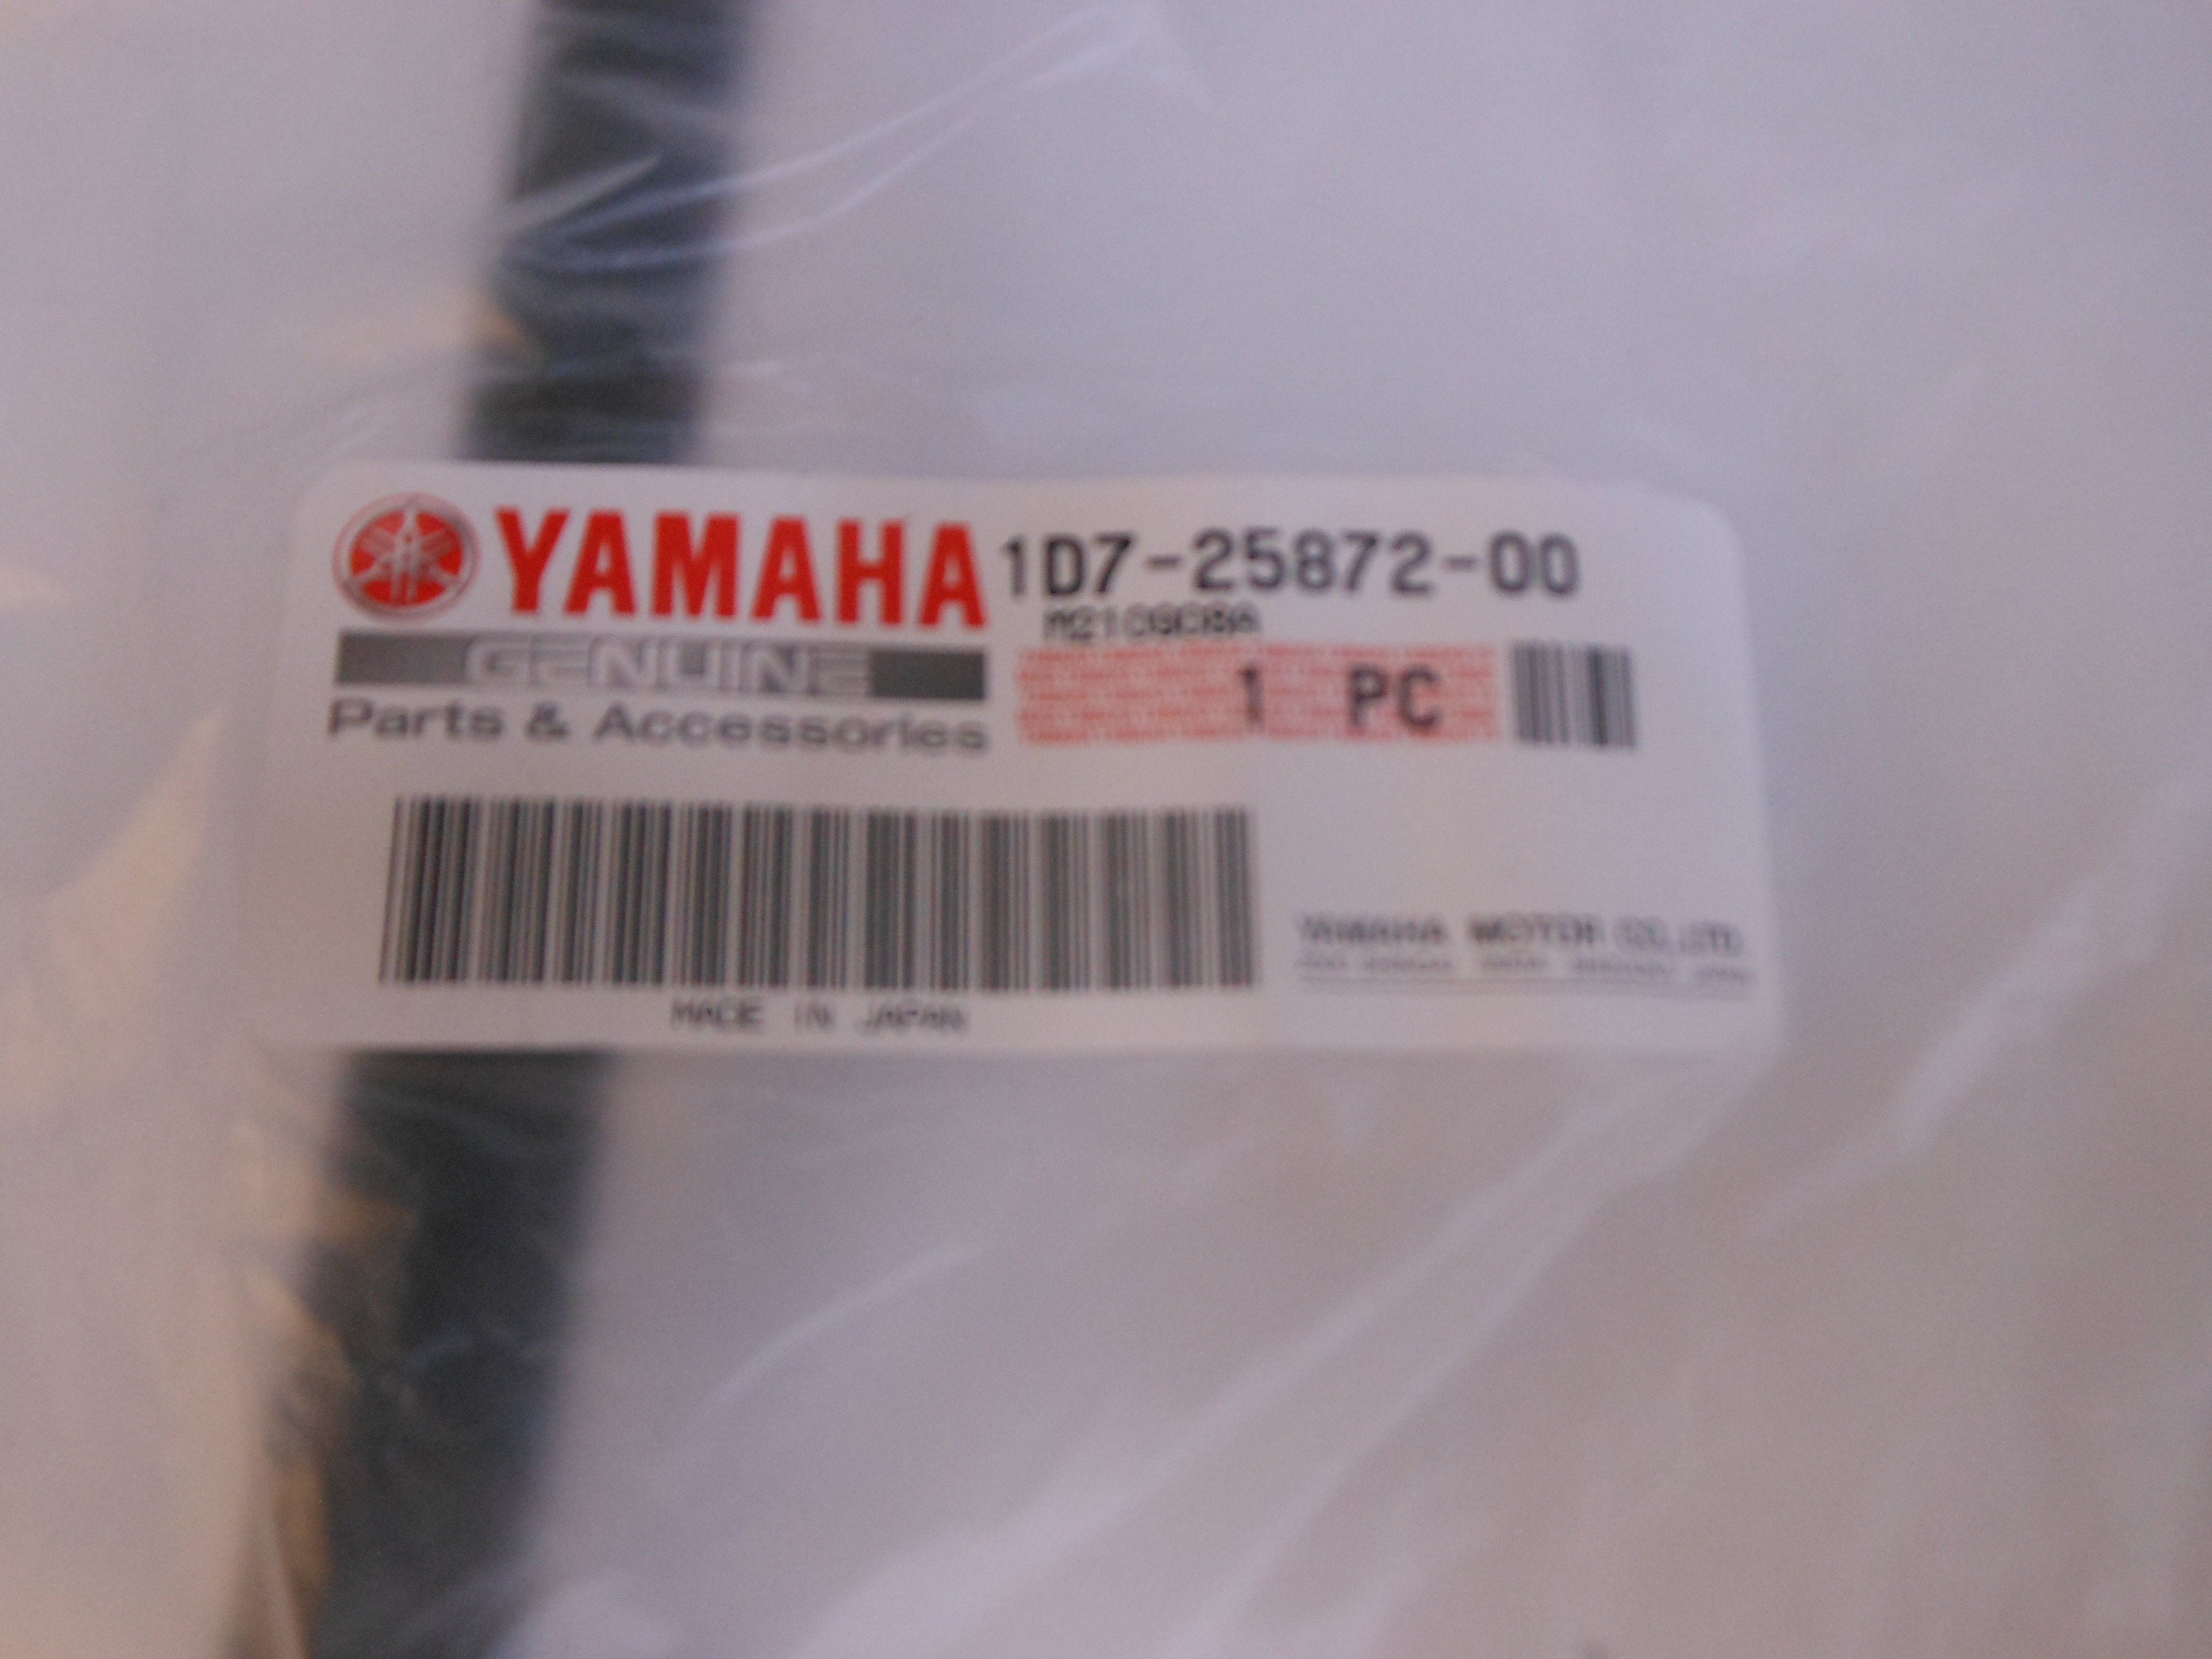 YAMAHA 1D7-25872-00
GENUINE
Parts & Accessories
1 PC
MADE IN JAPAN
YAMAHA MOTOR CO.,LTD.